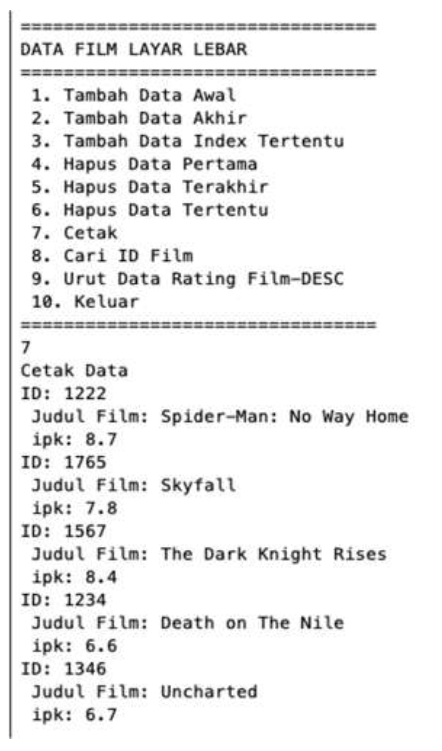 =================================
DATA FILM LAYAR LEBAR
=================================
1. Tambah Data Awal
2. Tambah Data Akhir
3. Tambah Data Index Tertentu
4. Hapus Data Pertama
5. Hapus Data Terakhir
6. Hapus Data Tertentu
7. Cetak
8. Cari ID Film
9. Urut Data Rating Film-DESC
10. Keluar
=================================
7
Cetak Data
ID: 1222
Judul Film: Spider-Man: No Way Home
ipk: 8.7
ID: 1765
Judul Film: Skyfall
ipk: 7.8
ID: 1567
Judul Film: The Dark Knight Rises
ipk: 8.4
ID: 1234
Judul Film: Death on The Nile
ipk: 6.6
ID: 1346
Judul Film: Uncharted
ipk: 6.7